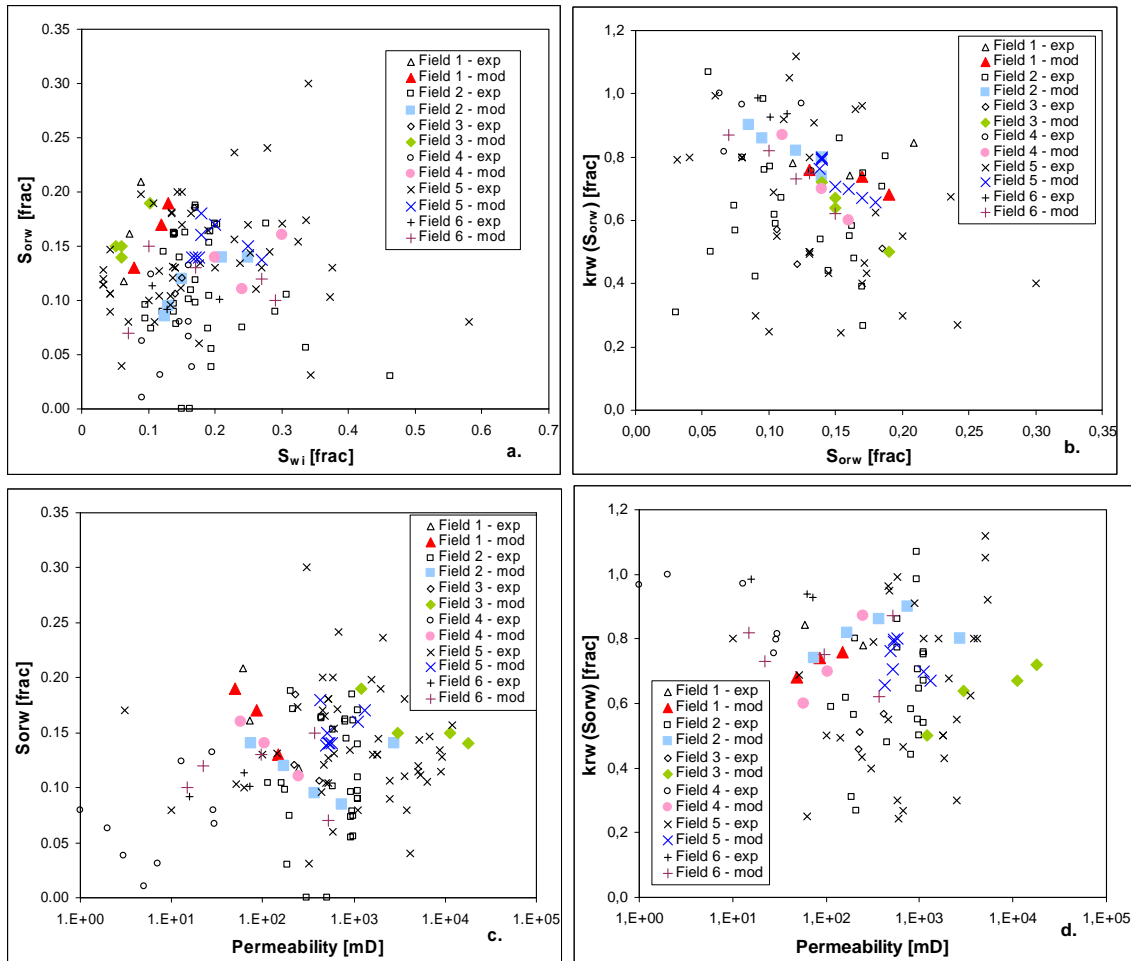 0.35
0.30
0.25
0.20
0.15
0.10
0.05
0.00
Sorw [frac]
0 0.1 0.2 0.3 0.4 0.5 0.6 0.7
Swi [frac]
a.
Field 1 - exp
Field 1 - mod
Field 2 - exp
Field 2 - mod
Field 3 - exp
Field 3 - mod
Field 4 - exp
Field 4 - mod
Field 5 - exp
Field 5 - mod
Field 6 - exp
Field 6 - mod
1,2
1,0
0,8
0,6
0,4
0,2
0,0
krw (Sorw) [frac]
0,00 0,05 0,10 0,15 0,20 0,25 0,30 0,35
Sorw [frac]
b.
Field 1 - exp
Field 1 - mod
Field 2 - exp
Field 2 - mod
Field 3 - exp
Field 3 - mod
Field 4 - exp
Field 4 - mod
Field 5 - exp
Field 5 - mod
Field 6 - exp
Field 6 - mod
0.35
0.30
0.25
0.20
0.15
0.10
0.05
0.00
Sorw [frac]
1.E+00 1.E+01 1.E+02 1.E+03 1.E+04 1.E+05
Permeability [mD]
c.
Field 1 - exp
Field 1 - mod
Field 2 - exp
Field 2 - mod
Field 3 - exp
Field 3 - mod
Field 4 - exp
Field 4 - mod
Field 5 - exp
Field 5 - mod
Field 6 - exp
Field 6 - mod
1,2
1,0
0,8
0,6
0,4
0,2
0,0
krw (Sorw) [frac]
1,E+00 1,E+01 1,E+02 1,E+03 1,E+04 1,E+05
Permeability [mD]
d.
Field 1 - exp
Field 1 - mod
Field 2 - exp
Field 2 - mod
Field 3 - exp
Field 3 - mod
Field 4 - exp
Field 4 - mod
Field 5 - exp
Field 5 - mod
Field 6 - exp
Field 6 - mod